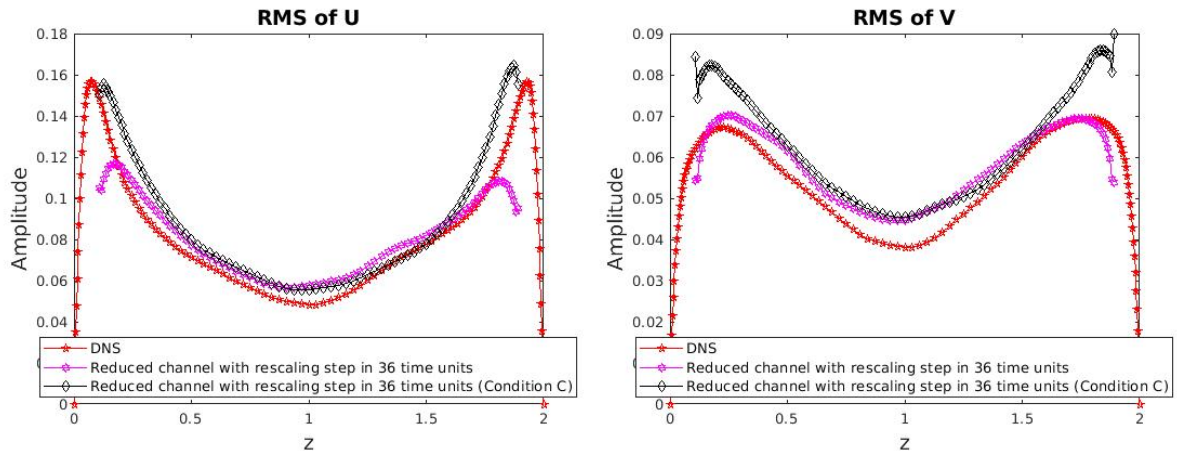 RMS of U
0.18
0.16
0.14
0.12
0.1
0.08
0.06
0.04
0
Amplitude
DNS
Reduced channel with rescaling step in 36 time units
Reduced channel with rescaling step in 36 time units (Condition C)
0
0.5
1
1.5
2
z
RMS of V
0.09
0.08
0.07
0.06
0.05
0.04
0.03
0.02
0
Amplitude
DNS
Reduced channel with rescaling step in 36 time units
Reduced channel with rescaling step in 36 time units (Condition C)
0
0.5
1
1.5
2
z